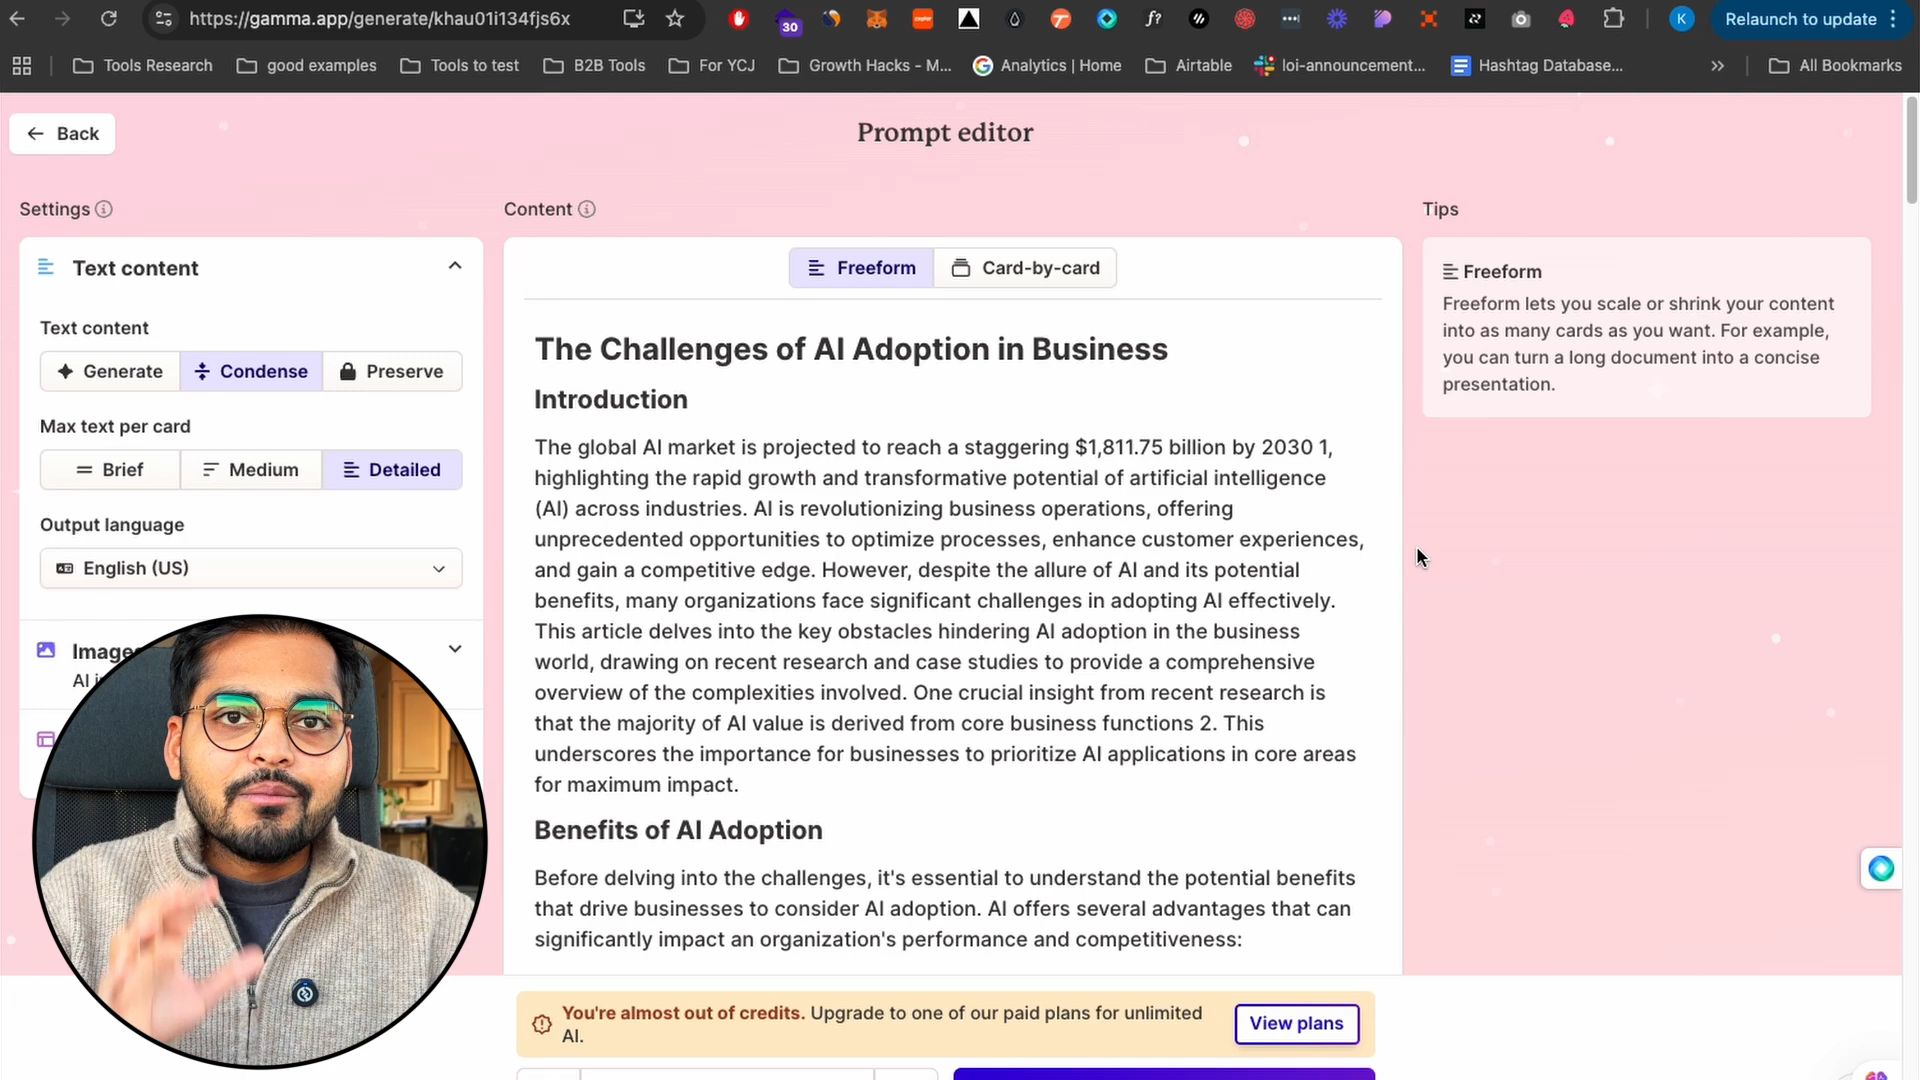 https://gamma.app/generate/khau01i134fjs6x
30
K
Relaunch to update
Tools Research
good examples
Tools to test
B2B Tools
For YCJ
Growth Hacks - M...
Analytics | Home
Airtable
loi-announcement...
Hashtag Database...
All Bookmarks
Back
Prompt editor
Settings
Text content
Text content
Generate
Condense
Preserve
Max text per card
Brief
Medium
Detailed
Output language
English (US)
Content
Freeform
Card-by-card
The Challenges of AI Adoption in Business
Introduction
The global AI market is projected to reach a staggering $1,811.75 billion by 2030 1,
highlighting the rapid growth and transformative potential of artificial intelligence
(AI) across industries. AI is revolutionizing business operations, offering
unprecedented opportunities to optimize processes, enhance customer experiences,
and gain a competitive edge. However, despite the allure of AI and its potential
benefits, many organizations face significant challenges in adopting AI effectively.
This article delves into the key obstacles hindering AI adoption in the business
world, drawing on recent research and case studies to provide a comprehensive
overview of the complexities involved. One crucial insight from recent research is
that the majority of AI value is derived from core business functions 2. This
underscores the importance for businesses to prioritize AI applications in core areas
for maximum impact.
Benefits of AI Adoption
Before delving into the challenges, it's essential to understand the potential benefits
that drive businesses to consider AI adoption. AI offers several advantages that can
significantly impact an organization's performance and competitiveness:
You're almost out of credits. Upgrade to one of our paid plans for unlimited
AI.
View plans
Tips
Freeform
Freeform lets you scale or shrink your content
into as many cards as you want. For example,
you can turn a long document into a concise
presentation.